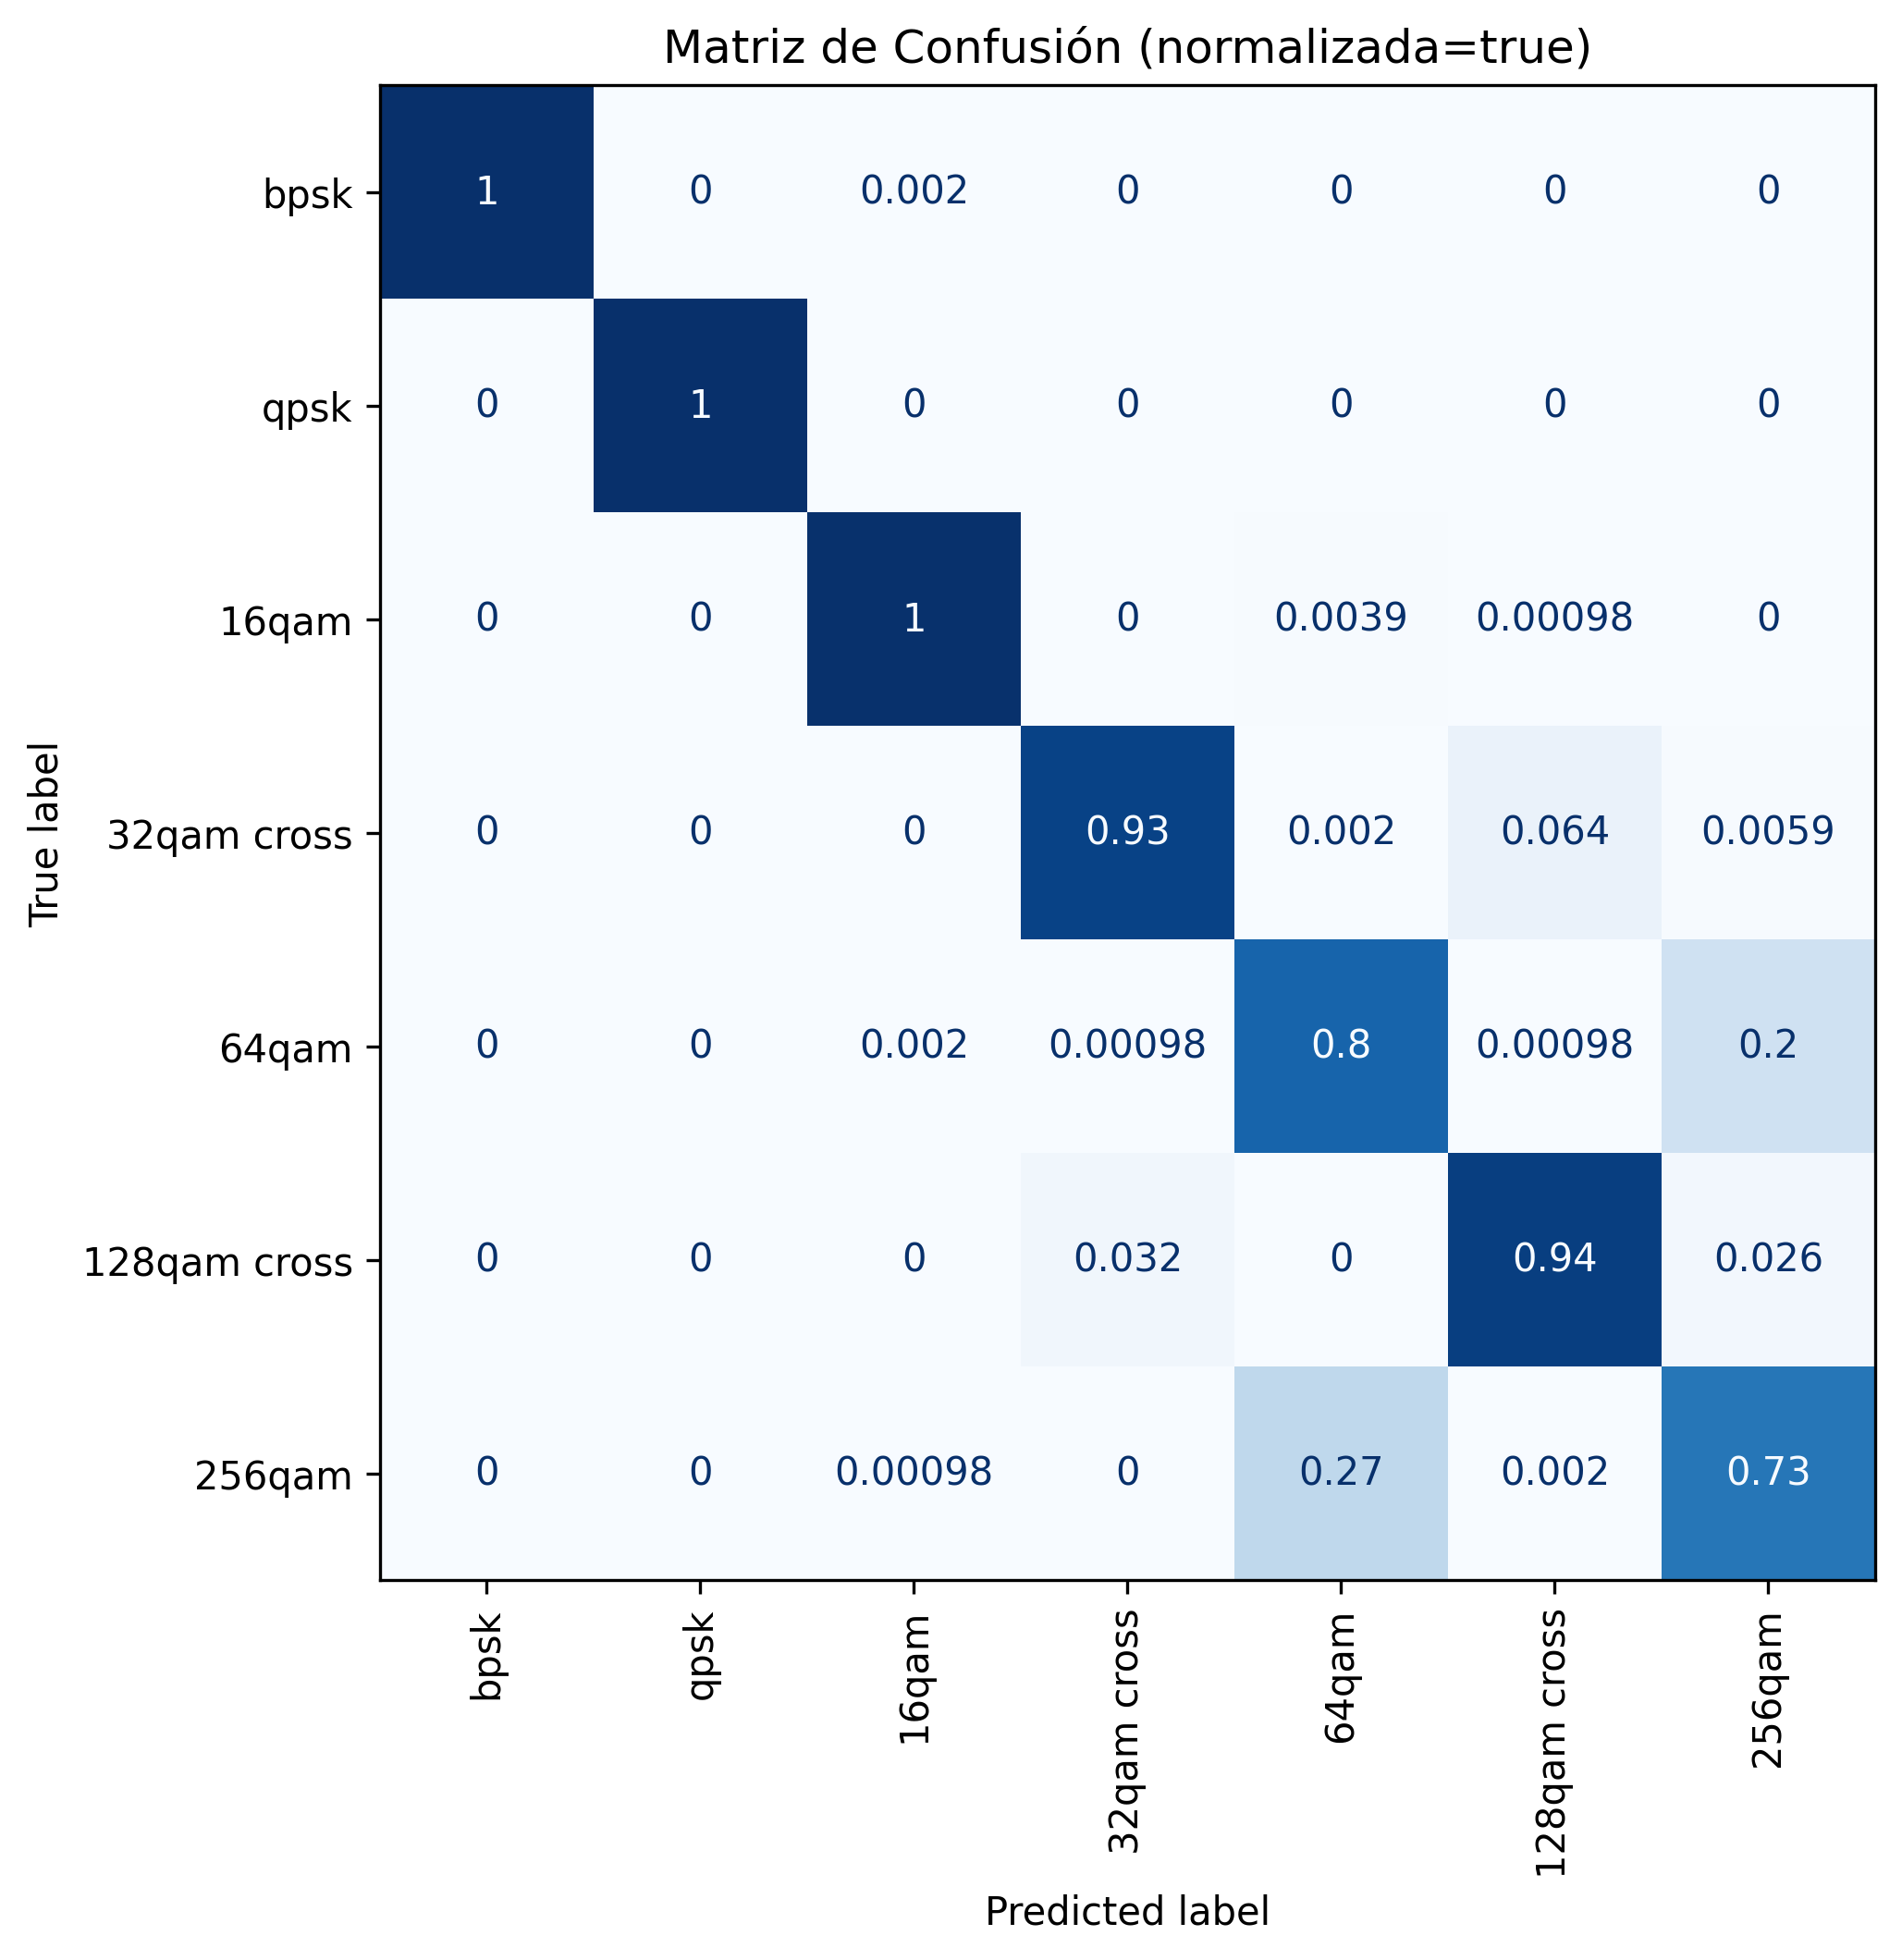 Matriz de Confusión (normalizada=true)
True label
bpsk 1 0 0.002 0 0 0 0
qpsk 0 1 0 0 0 0 0
16qam 0 0 1 0 0.0039 0.00098 0
32qam cross 0 0 0 0.93 0.002 0.064 0.0059
64qam 0 0 0.002 0.00098 0.8 0.00098 0.2
128qam cross 0 0 0 0.032 0 0.94 0.026
256qam 0 0 0.00098 0 0.27 0.002 0.73
bpsk qpsk 16qam 32qam cross 64qam 128qam cross 256qam
Predicted label